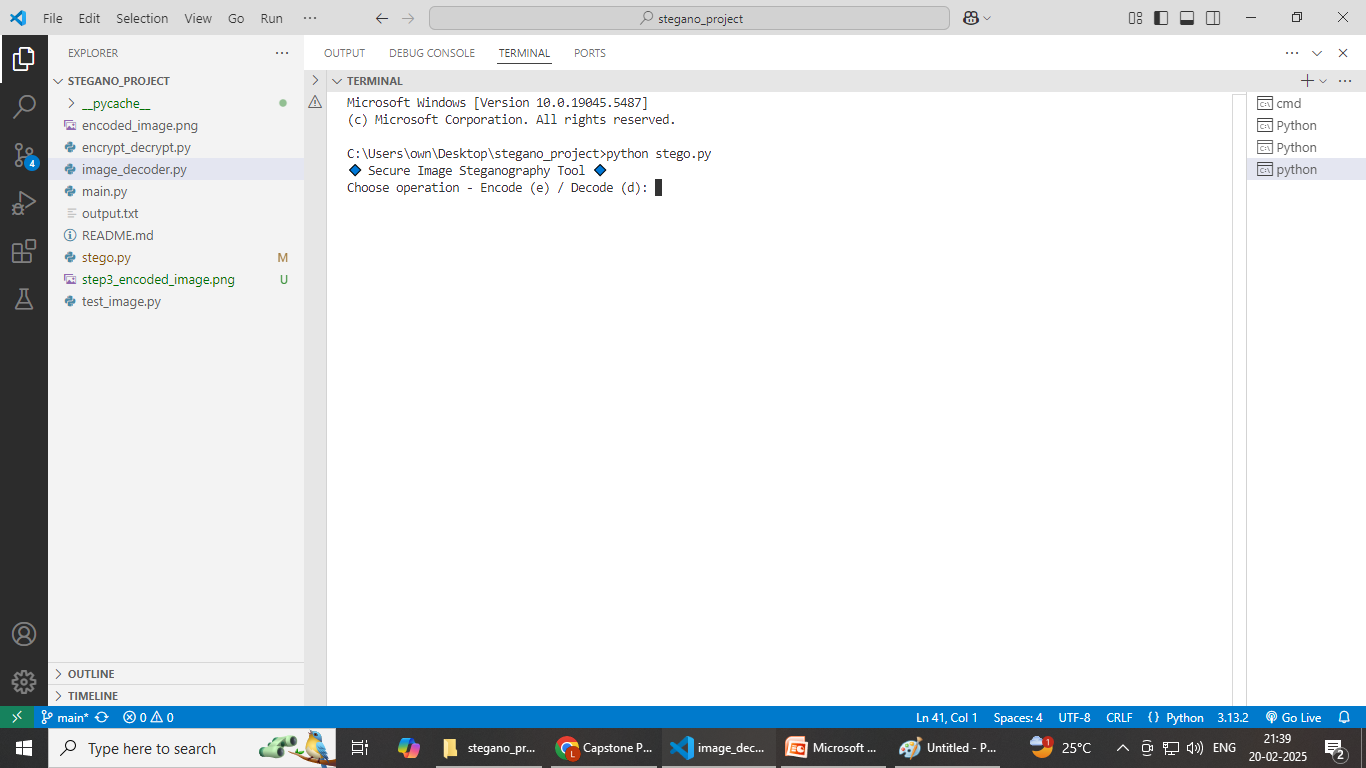 File Edit Selection View Go Run ···
stegano_project
EXPLORER
STEGANO_PROJECT
__pycache__
encoded_image.png
encrypt_decrypt.py
image_decoder.py
main.py
output.txt
README.md
stego.py M
step3_encoded_image.png U
test_image.py
OUTLINE
TIMELINE
4
OUTPUT DEBUG CONSOLE TERMINAL PORTS
TERMINAL
Microsoft Windows [Version 10.0.19045.5487]
(c) Microsoft Corporation. All rights reserved.
C:\Users\own\Desktop\stegano_project>python stego.py
🔷 Secure Image Steganography Tool 🔷
Choose operation - Encode (e) / Decode (d):
cmd
Python
Python
python
main* 0 0 Ln 41, Col 1 Spaces: 4 UTF-8 CRLF {} Python 3.13.2 Go Live
Type here to search
stegano_pr...
L
Capstone P...
image_dec...
Microsoft ...
Untitled - P...
1
25°C
ENG
21:39
20-02-2025
2